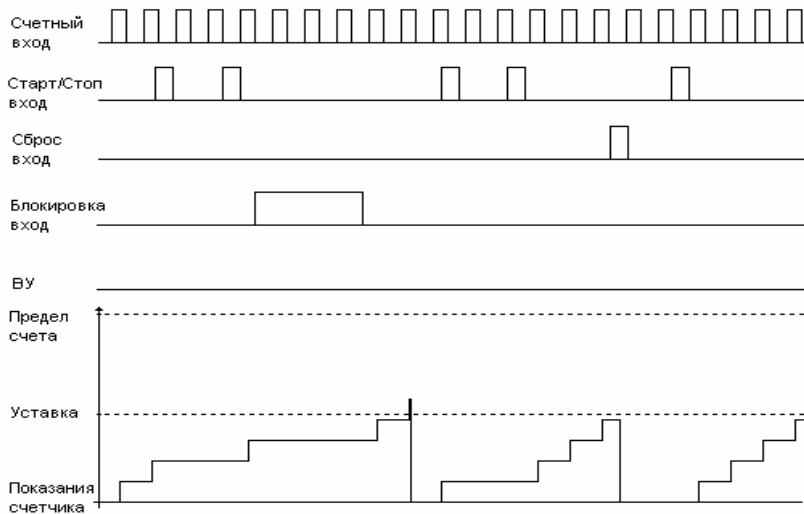 Счетный
вход
Старт/Стоп
вход
Сброс
вход
Блокировка
вход
ВУ
Предел
счета
Уставка
Показания
счетчика